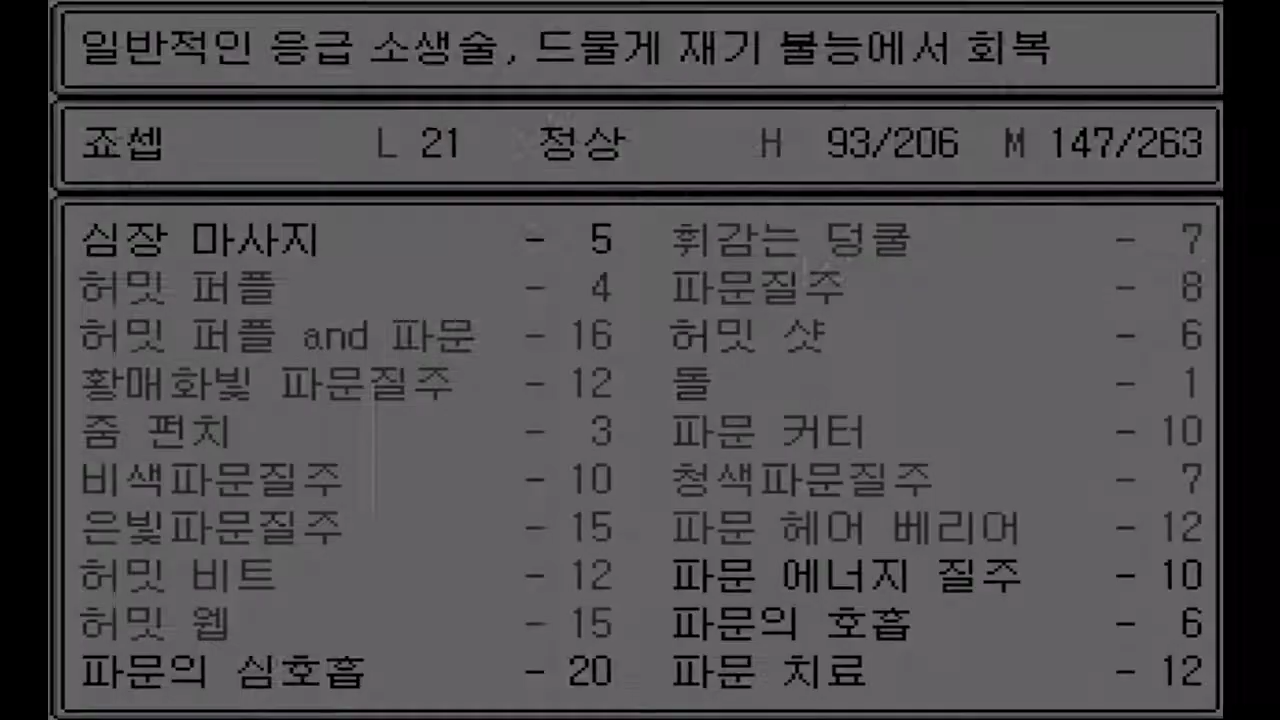 일반적인 응급 소생술, 드물게 재기 불능에서 회복
죠셉 L 21 정상 H 93/206 M 147/263
심장 마사지 - 5 휘감는 덩쿨 - 7
허밋 퍼플 - 4 파문질주 - 8
허밋 퍼플 and 파문 - 16 허밋 샷 - 6
황매화빛 파문질주 - 12 돌 - 1
줌 펀치 - 3 파문 커터 - 10
비색파문질주 - 10 청색파문질주 - 7
은빛파문질주 - 15 파문 헤어 베리어 - 12
허밋 비트 - 12 파문 에너지 질주 - 10
허밋 웹 - 15 파문의 호흡 - 6
파문의 심호흡 - 20 파문 치료 - 12